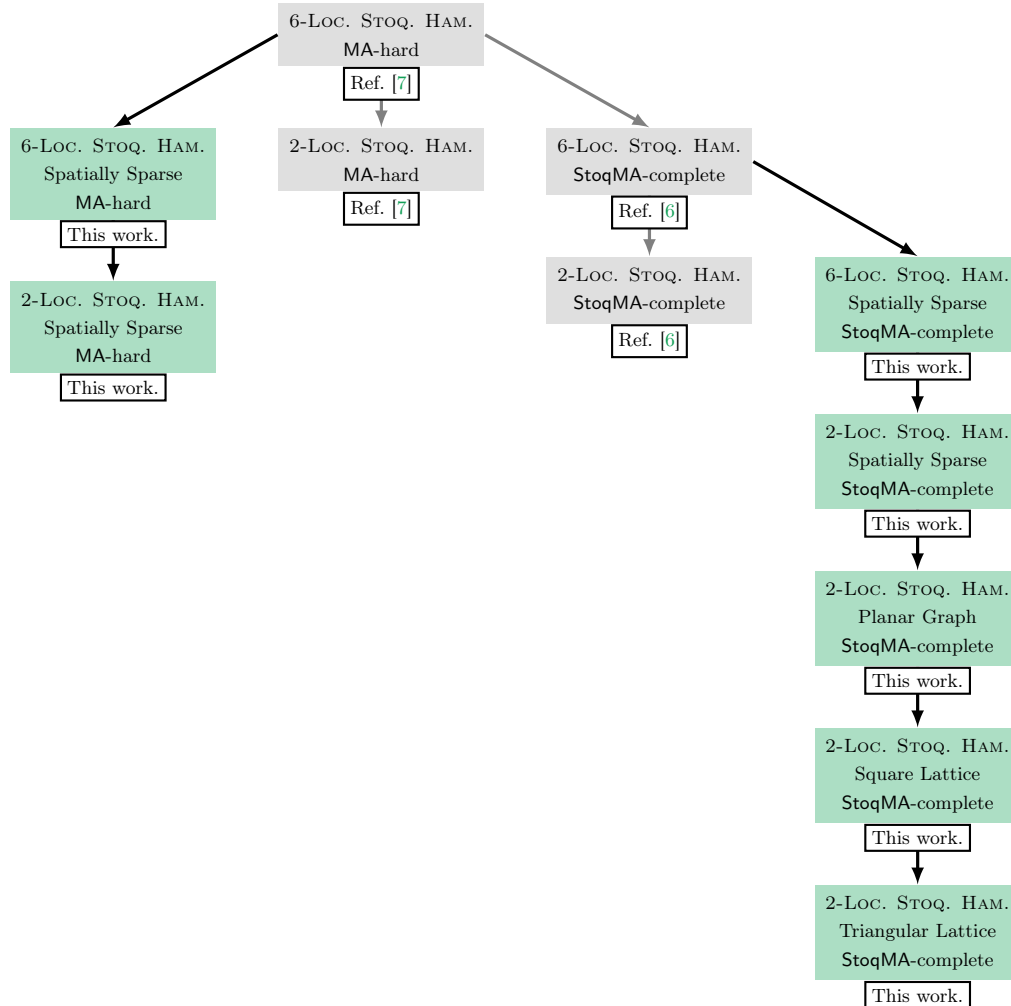 6-Loc. Stoq. Ham.
MA-hard
Ref. [7]
6-Loc. Stoq. Ham.
Spatially Sparse
MA-hard
This work.
2-Loc. Stoq. Ham.
MA-hard
Ref. [7]
6-Loc. Stoq. Ham.
StoqMA-complete
Ref. [6]
2-Loc. Stoq. Ham.
Spatially Sparse
MA-hard
This work.
2-Loc. Stoq. Ham.
StoqMA-complete
Ref. [6]
6-Loc. Stoq. Ham.
Spatially Sparse
StoqMA-complete
This work.
2-Loc. Stoq. Ham.
Spatially Sparse
StoqMA-complete
This work.
2-Loc. Stoq. Ham.
Planar Graph
StoqMA-complete
This work.
2-Loc. Stoq. Ham.
Square Lattice
StoqMA-complete
This work.
2-Loc. Stoq. Ham.
Triangular Lattice
StoqMA-complete
This work.